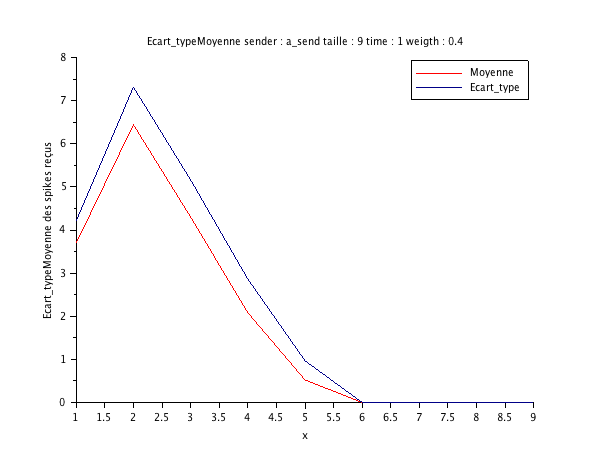 Ecart_typeMoyenne sender : a_send taille : 9 time : 1 weigth : 0.4
8
7
6
5
4
3
2
1
0
Ecart_typeMoyenne des spikes reçus
Moyenne
Ecart_type
1 1.5 2 2.5 3 3.5 4 4.5 5 5.5 6 6.5 7 7.5 8 8.5 9
x